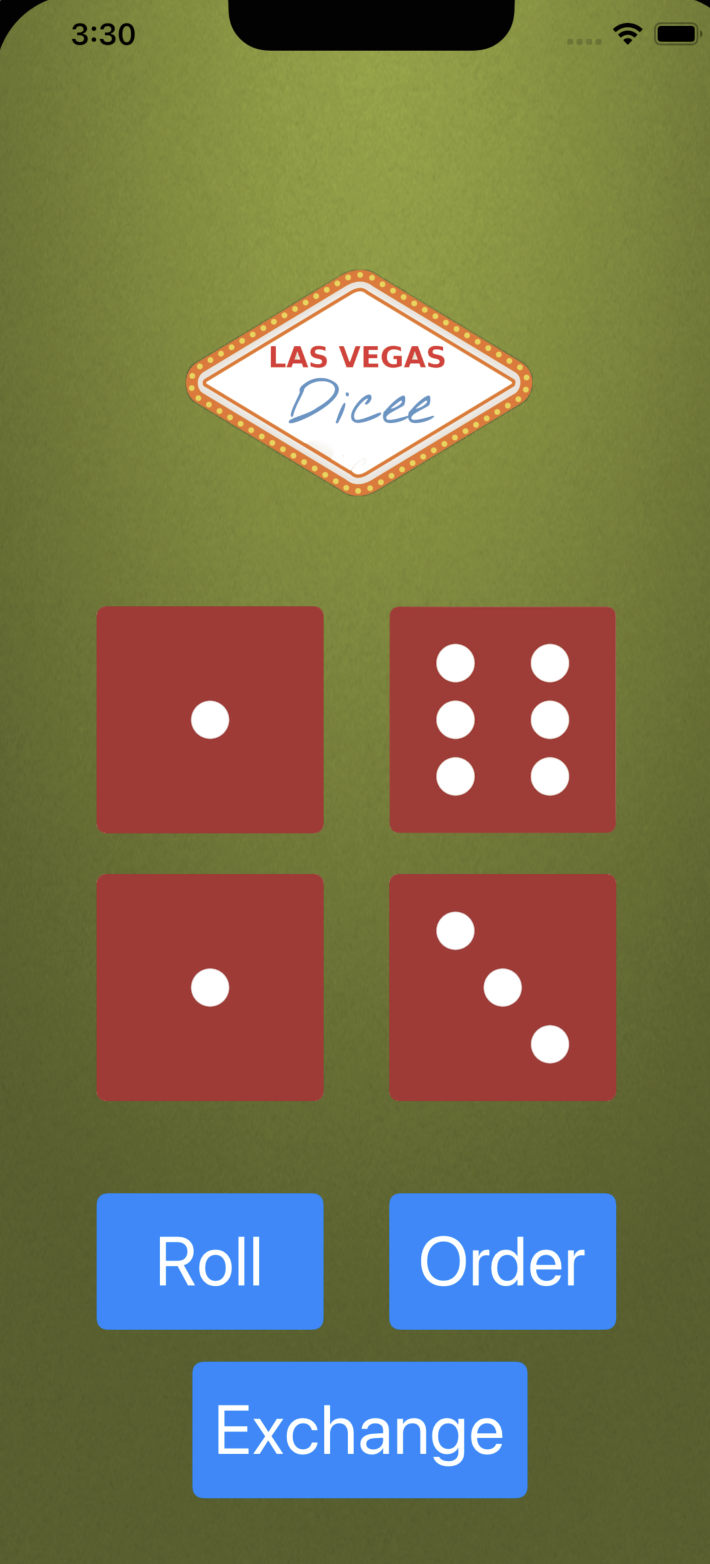 3:30
LAS VEGAS
Dicee
Roll
Order
Exchange